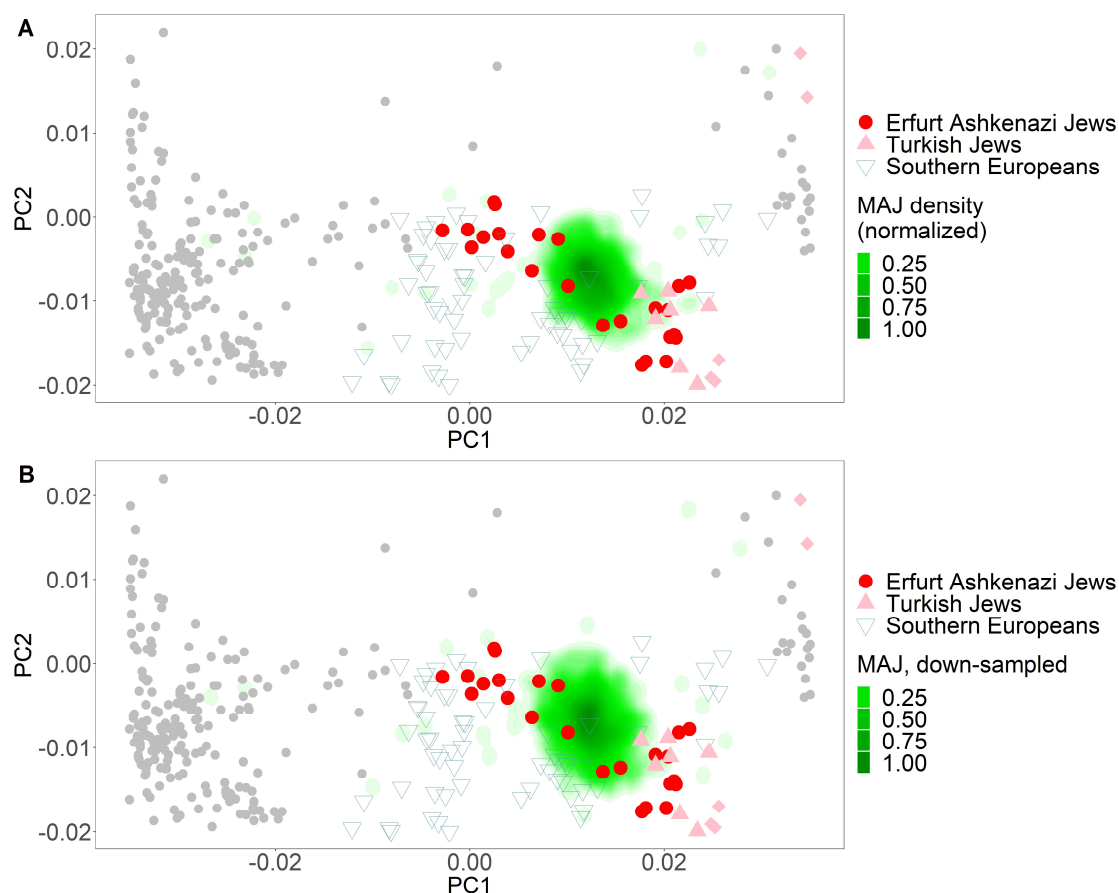 A
0.02
0.01
0.00
-0.01
-0.02
PC2
-0.02 0.00 0.02
PC1
Erfurt Ashkenazi Jews
Turkish Jews
Southern Europeans
MAJ density
(normalized)
0.25
0.50
0.75
1.00
B
0.02
0.01
0.00
-0.01
-0.02
PC2
-0.02 0.00 0.02
PC1
Erfurt Ashkenazi Jews
Turkish Jews
Southern Europeans
MAJ, down-sampled
0.25
0.50
0.75
1.00